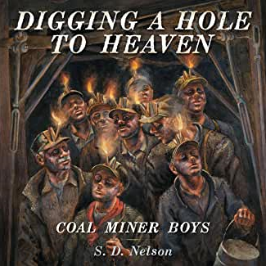 DIGGING A HOLE
TO HEAVEN
COAL MINER BOYS
S. D. Nelson